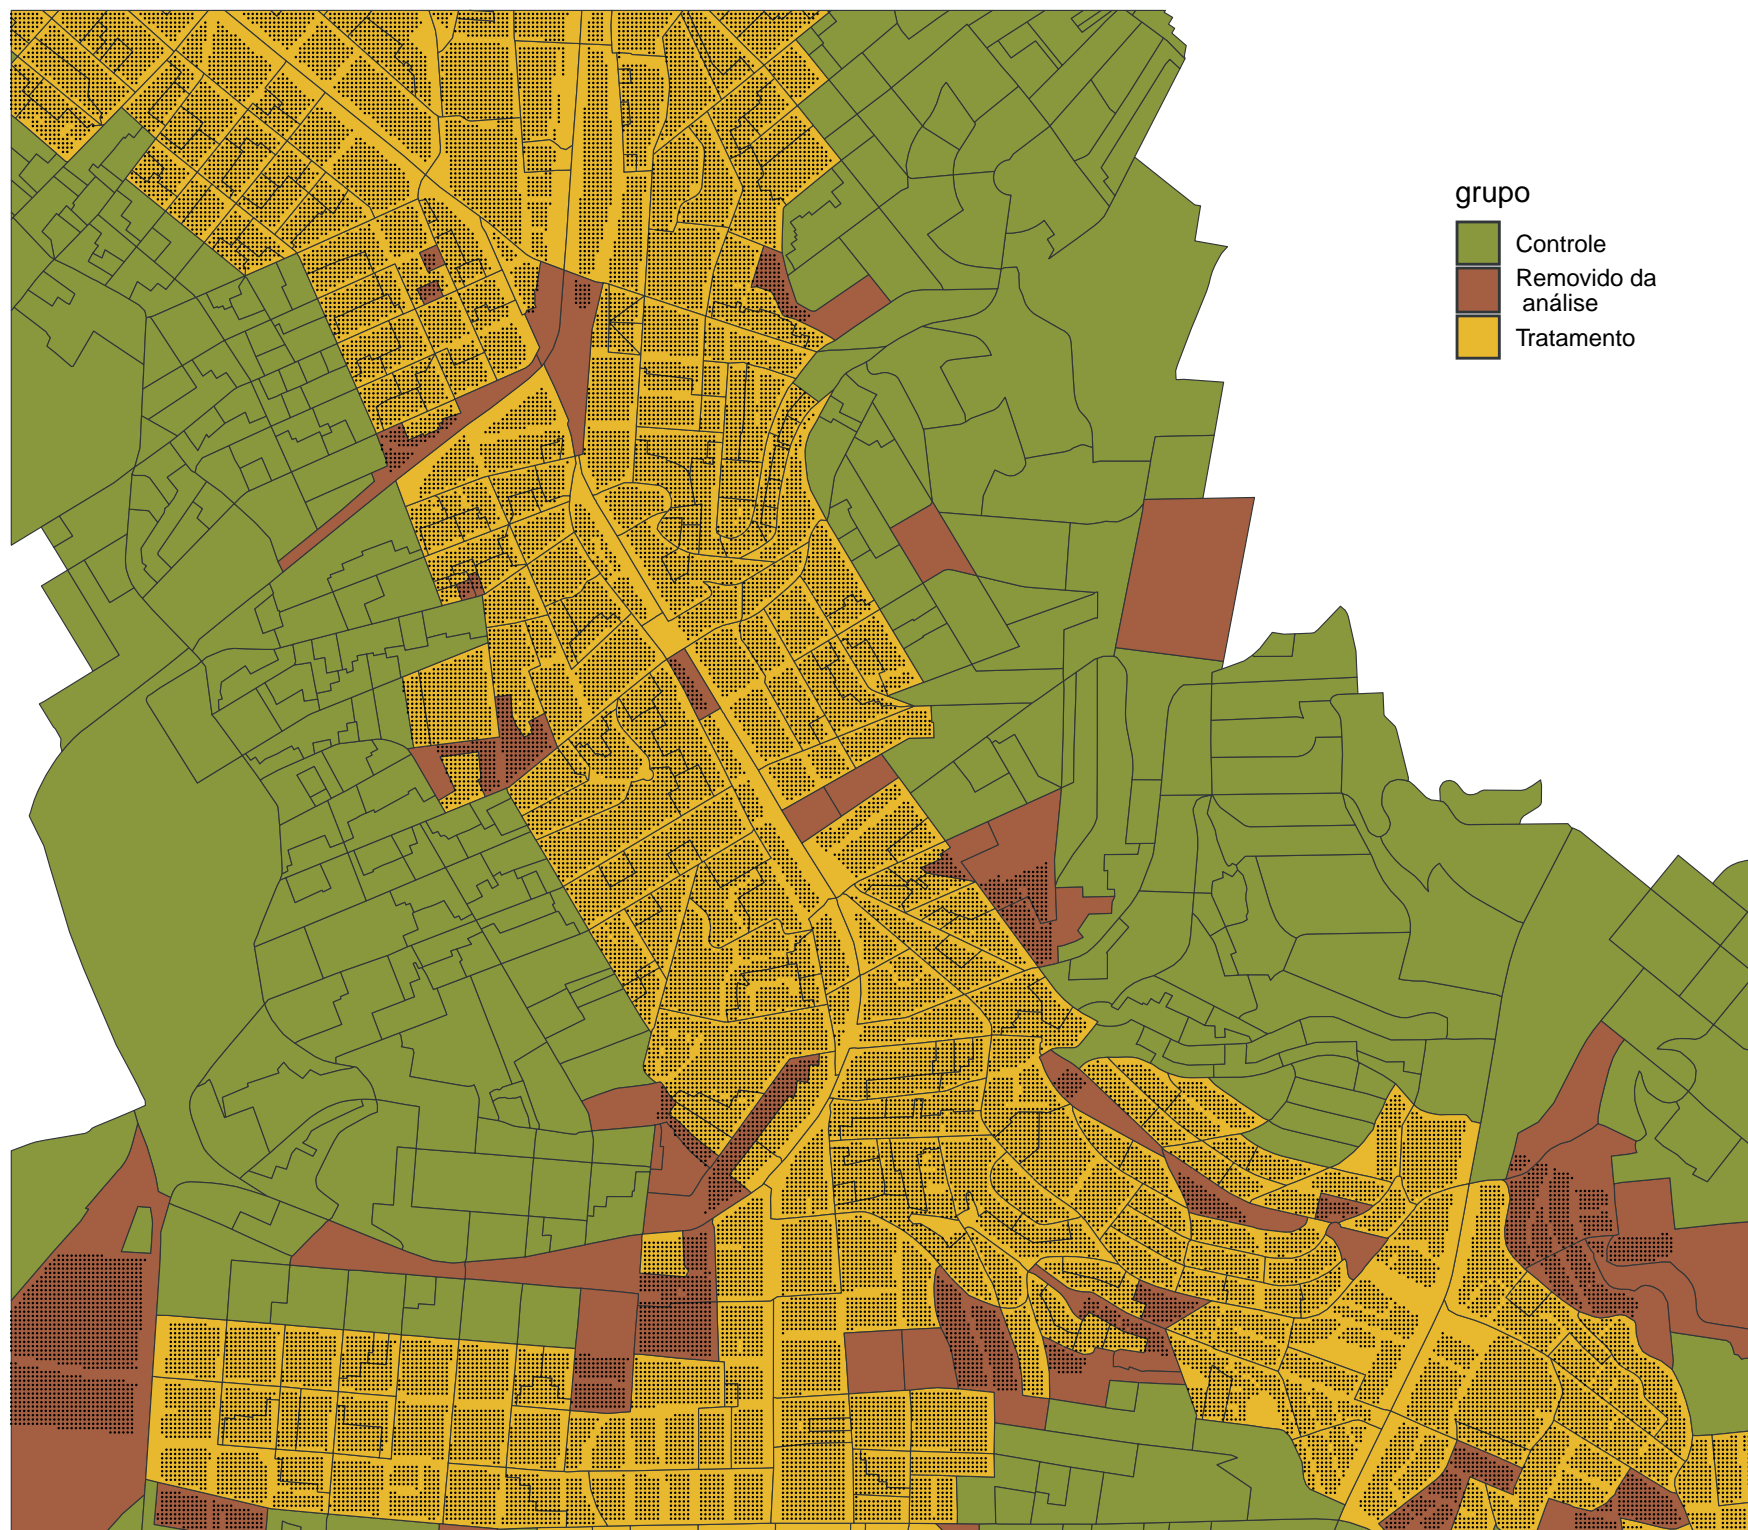 grupo
Controle
Removido da
análise
Tratamento